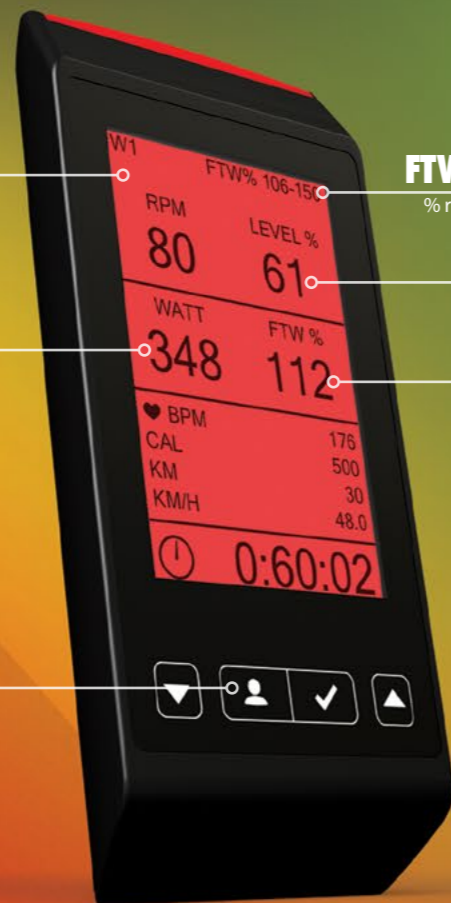 W1
FTW% 106-150
RPM LEVEL %
80 61
WATT FTW %
348 112
BPM 176
CAL 500
KM 30
KM/H 48.0
0:60:02
FTW
%